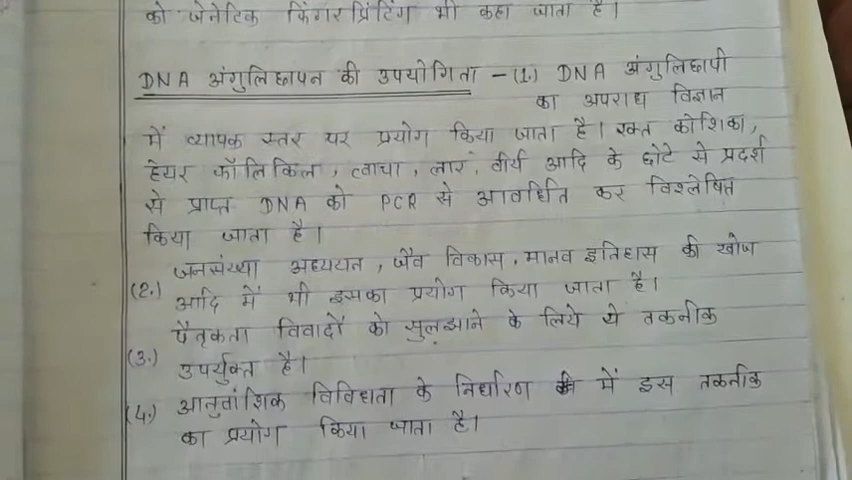 को जेनेटिक फिंगरप्रिंटिंग भी कहा जाता है।
DNA अंगुलिछापन की उपयोगिता - (1.) DNA अंगुलिछापी
का अपराध विज्ञान
में व्यापक स्तर पर प्रयोग किया जाता है। रक्त कोशिका,
हेयर फॉलिकिल, त्वाचा, लार, वीर्य आदि के छोटे से प्रदर्श
से प्राप्त DNA को PCR से आवर्धित कर विश्लेषित
किया जाता है।
(2.) जनसंख्या अध्ययन, जैव विकास, मानव इतिहास की खोज
आदि में भी इसका प्रयोग किया जाता है।
(3.) पैतृकता विवादों को सुलझाने के लिये ये तकनीक
उपर्युक्त है।
(4.) आनुवांशिक विविधता के निर्धारण में इस तकनीक
का प्रयोग किया जाता है।